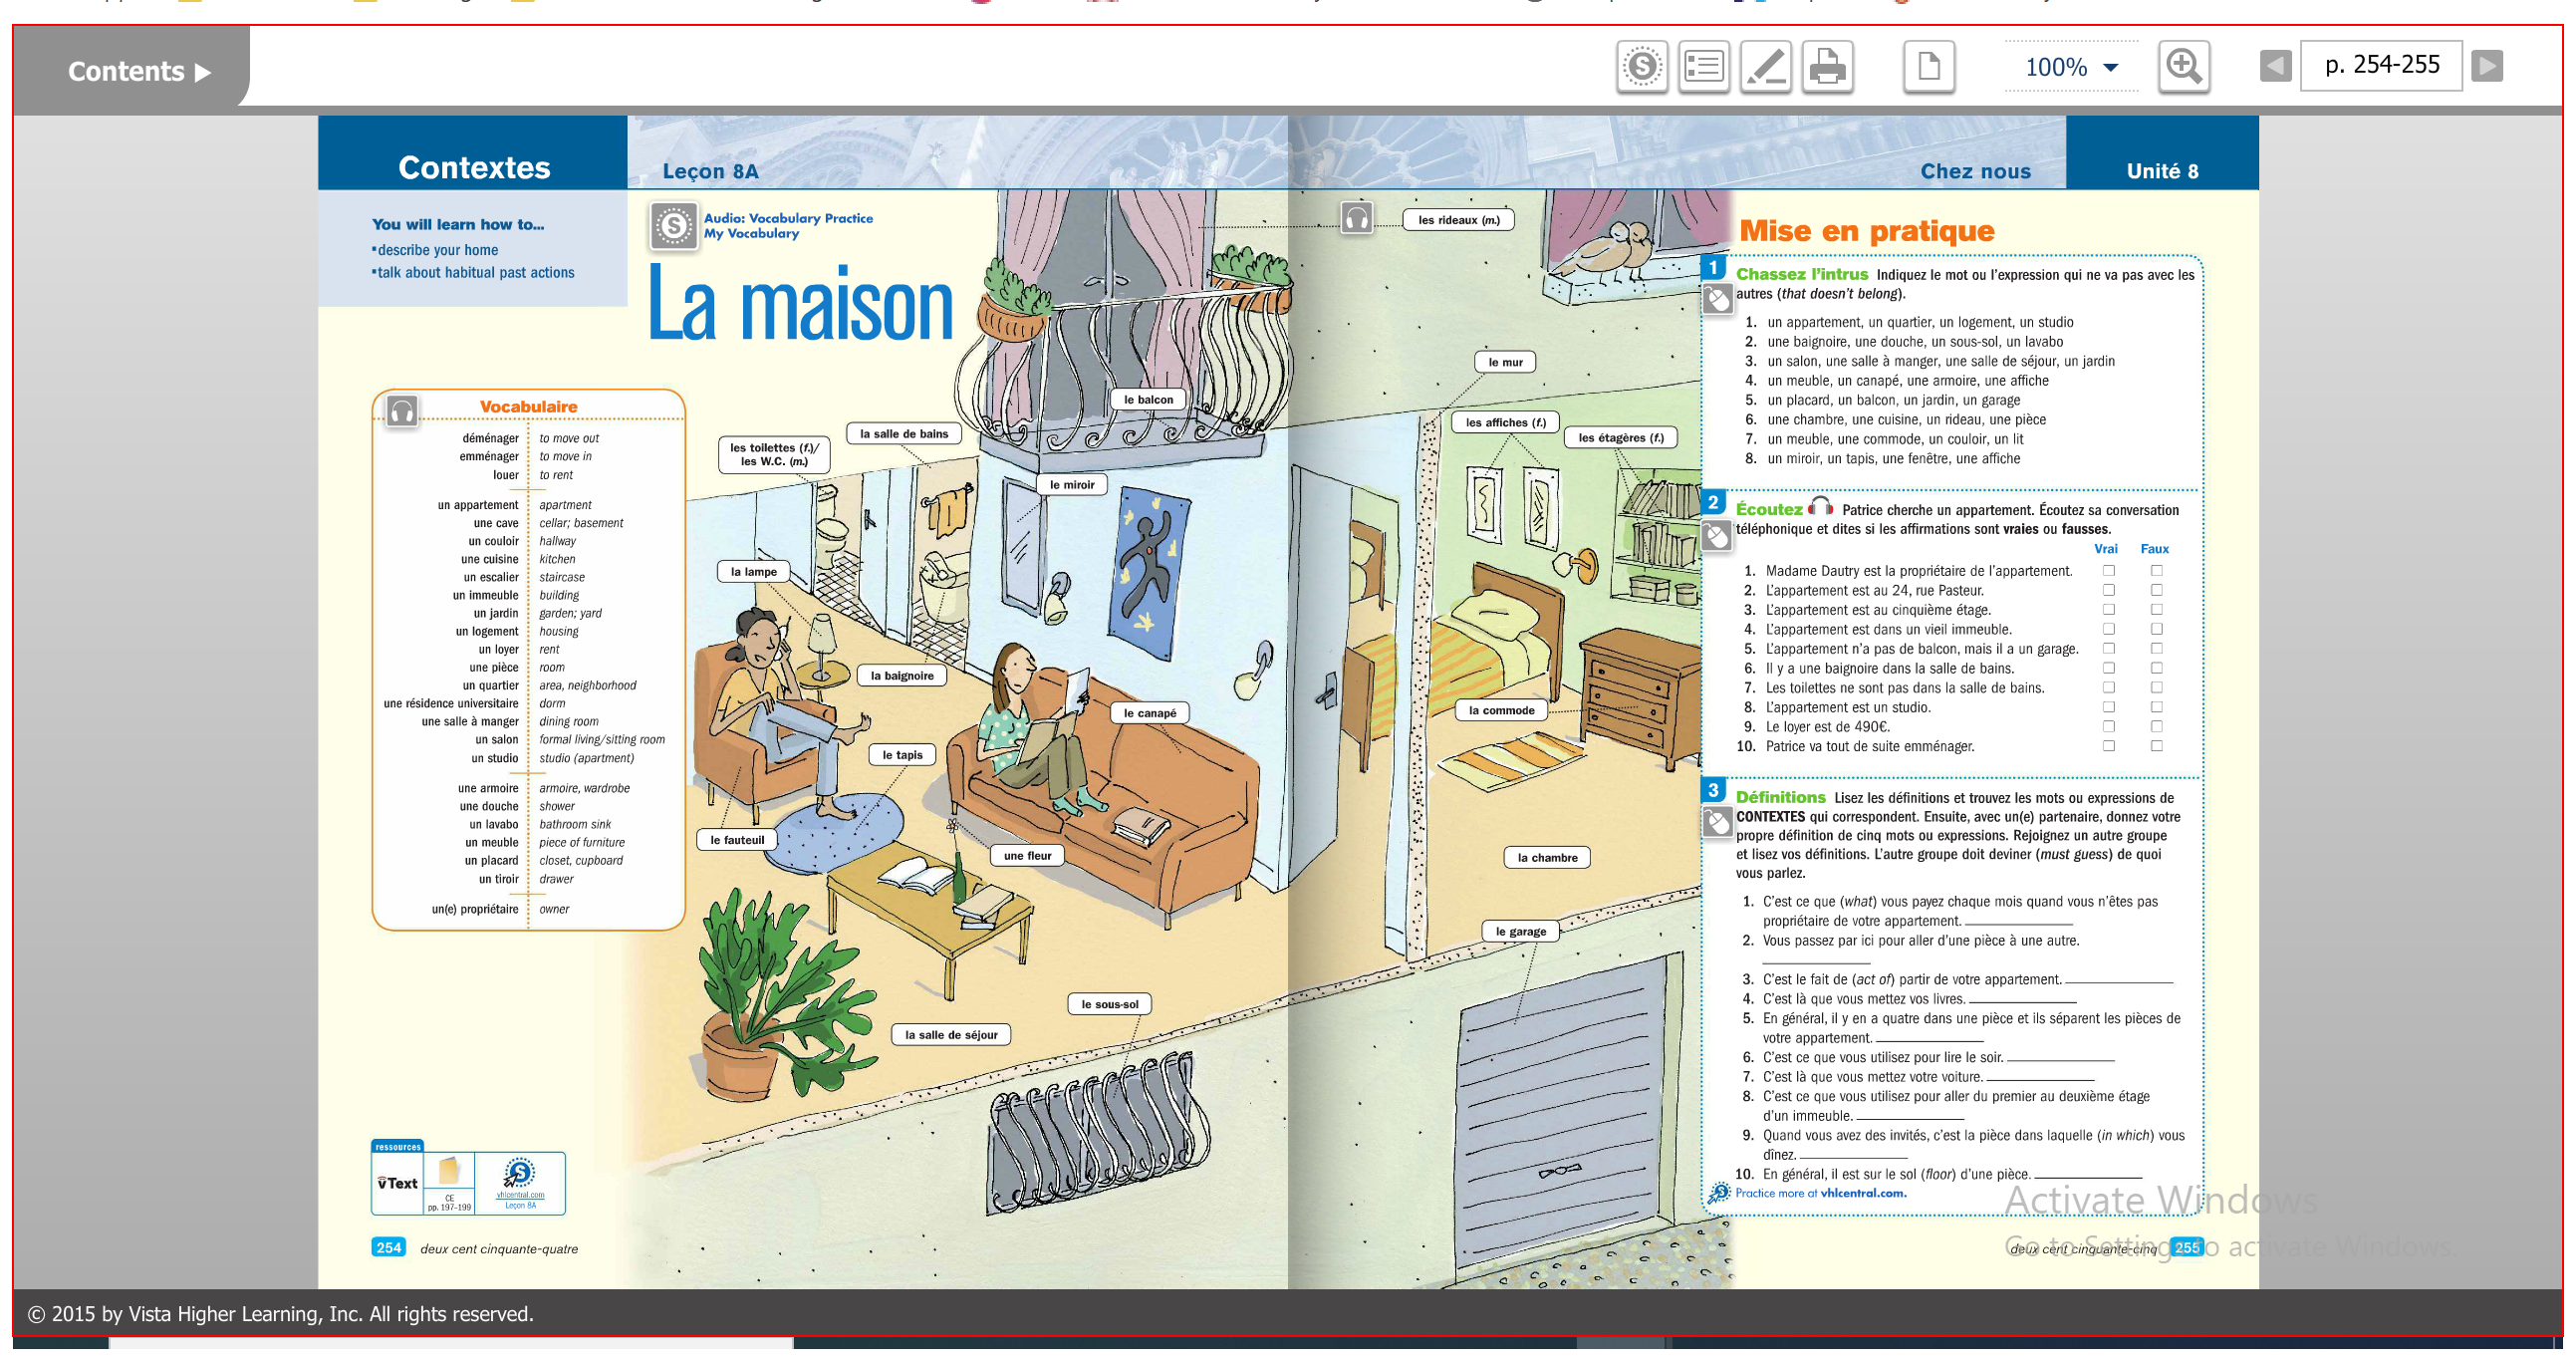 Contents
100%
p. 254-255
Contextes
Leçon 8A
Chez nous
Unité 8
You will learn how to...
describe your home
talk about habitual past actions
Audio: Vocabulary Practice
My Vocabulary
La maison
Vocabulaire
déménager to move out
emménager to move in
louer to rent
un appartement apartment
une cave cellar; basement
un couloir hallway
une cuisine kitchen
un escalier staircase
un immeuble building
un jardin garden; yard
un logement housing
un loyer rent
une pièce room
un quartier area, neighborhood
une résidence universitaire dorm
une salle à manger dining room
un salon formal living/sitting room
un studio studio (apartment)
une armoire armoire, wardrobe
une douche shower
un lavabo bathroom sink
un meuble piece of furniture
un placard closet, cupboard
un tiroir drawer
un(e) propriétaire owner
les toilettes (f.)/
les W.C. (m.)
la salle de bains
le balcon
le miroir
la lampe
la baignoire
le canapé
le tapis
le fauteuil
une fleur
le sous-sol
la salle de séjour
les rideaux (m.)
le mur
les affiches (f.)
les étagères (f.)
la commode
la chambre
le garage
ressources
vText
CE
pp. 197-199
vhlcentral.com
Leçon 8A
254 deux cent cinquante-quatre
Mise en pratique
1 Chassez l'intrus Indiquez le mot ou l'expression qui ne va pas avec les
autres (that doesn't belong).
1. un appartement, un quartier, un logement, un studio
2. une baignoire, une douche, un sous-sol, un lavabo
3. un salon, une salle à manger, une salle de séjour, un jardin
4. un meuble, un canapé, une armoire, une affiche
5. un placard, un balcon, un jardin, un garage
6. une chambre, une cuisine, un rideau, une pièce
7. un meuble, une commode, un couloir, un lit
8. un miroir, un tapis, une fenêtre, une affiche
2 Écoutez Patrice cherche un appartement. Écoutez sa conversation
téléphonique et dites si les affirmations sont vraies ou fausses.
Vrai Faux
1. Madame Dautry est la propriétaire de l'appartement.
2. L'appartement est au 24, rue Pasteur.
3. L'appartement est au cinquième étage.
4. L'appartement est dans un vieil immeuble.
5. L'appartement n'a pas de balcon, mais il a un garage.
6. Il y a une baignoire dans la salle de bains.
7. Les toilettes ne sont pas dans la salle de bains.
8. L'appartement est un studio.
9. Le loyer est de 490€.
10. Patrice va tout de suite emménager.
3 Définitions Lisez les définitions et trouvez les mots ou expressions de
CONTEXTES qui correspondent. Ensuite, avec un(e) partenaire, donnez votre
propre définition de cinq mots ou expressions. Rejoignez un autre groupe
et lisez vos définitions. L'autre groupe doit deviner (must guess) de quoi
vous parlez.
1. C'est ce que (what) vous payez chaque mois quand vous n'êtes pas
propriétaire de votre appartement.
2. Vous passez par ici pour aller d'une pièce à une autre.
3. C'est le fait de (act of) partir de votre appartement.
4. C'est là que vous mettez vos livres.
5. En général, il y en a quatre dans une pièce et ils séparent les pièces de
votre appartement.
6. C'est ce que vous utilisez pour lire le soir.
7. C'est là que vous mettez votre voiture.
8. C'est ce que vous utilisez pour aller du premier au deuxième étage
d'un immeuble.
9. Quand vous avez des invités, c'est la pièce dans laquelle (in which) vous
dînez.
10. En général, il est sur le sol (floor) d'une pièce.
Practice more at vhlcentral.com.
Activate Windows
Go to Settings to activate Windows.
deux cent cinquante-cinq 255
© 2015 by Vista Higher Learning, Inc. All rights reserved.